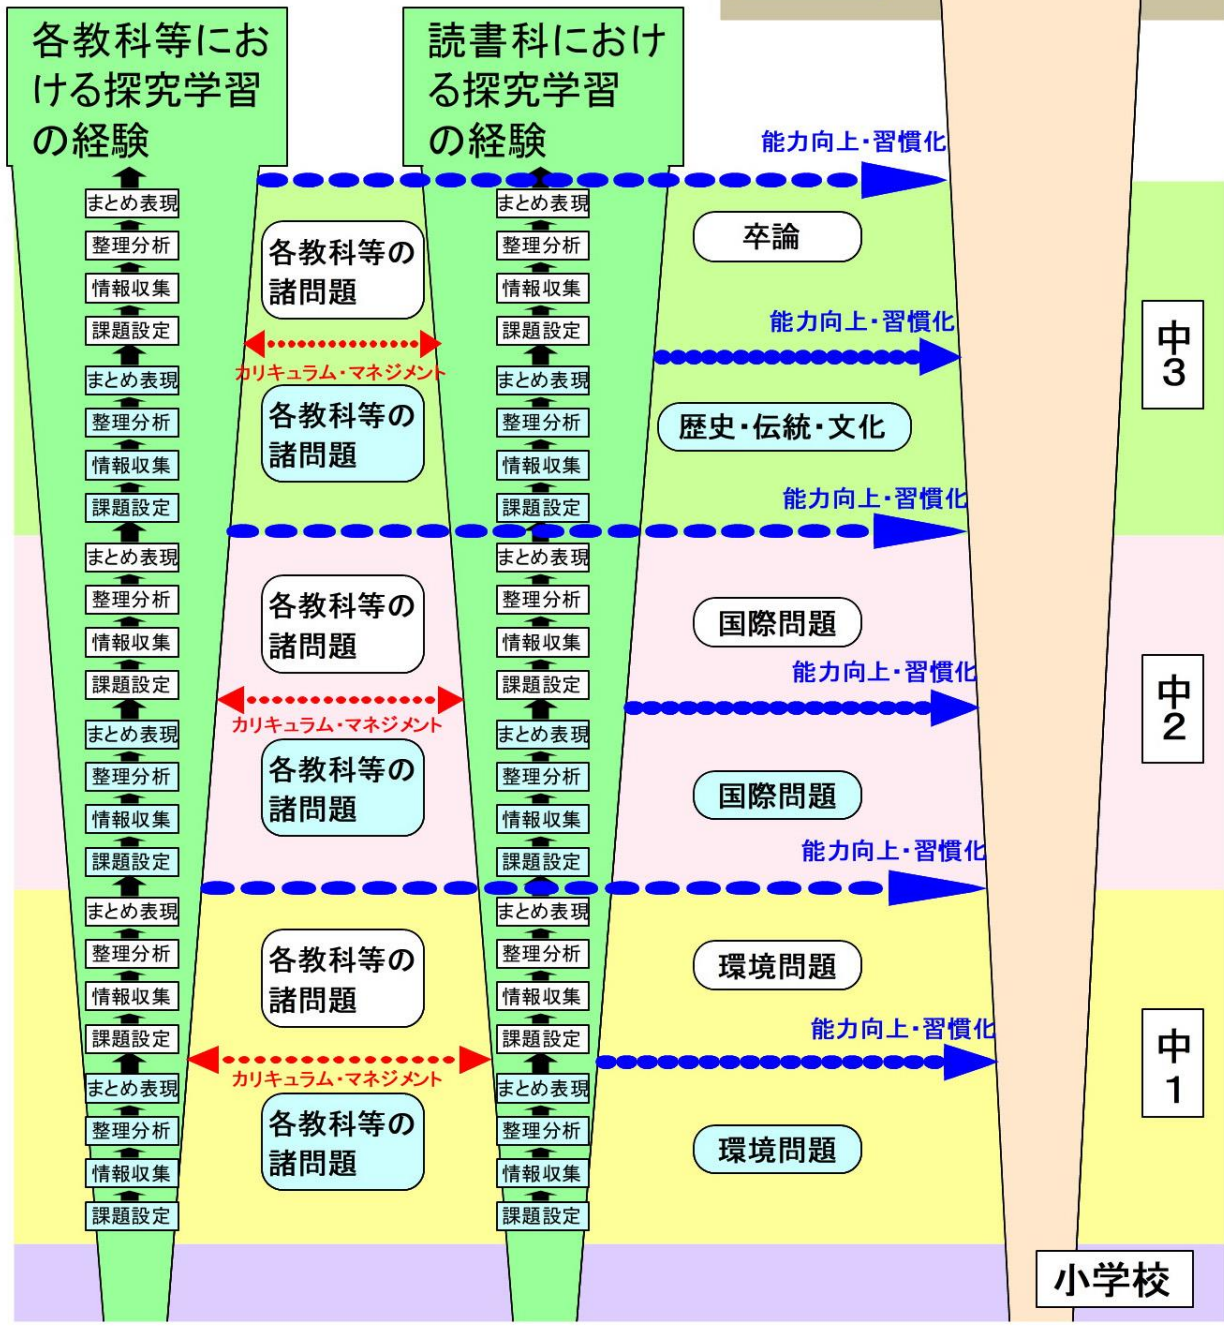 各教科等にお
ける探究学習
の経験
読書科におけ
る探究学習
の経験
能力向上・習慣化
まとめ表現
整理分析
情報収集
課題設定
まとめ表現
整理分析
情報収集
課題設定
各教科等の
諸問題
カリキュラム・マネジメント
各教科等の
諸問題
まとめ表現
整理分析
情報収集
課題設定
まとめ表現
整理分析
情報収集
課題設定
卒論
能力向上・習慣化
歴史・伝統・文化
能力向上・習慣化
中3
まとめ表現
整理分析
情報収集
課題設定
まとめ表現
整理分析
情報収集
課題設定
各教科等の
諸問題
カリキュラム・マネジメント
各教科等の
諸問題
まとめ表現
整理分析
情報収集
課題設定
まとめ表現
整理分析
情報収集
課題設定
国際問題
能力向上・習慣化
国際問題
能力向上・習慣化
中2
まとめ表現
整理分析
情報収集
課題設定
まとめ表現
整理分析
情報収集
課題設定
各教科等の
諸問題
カリキュラム・マネジメント
各教科等の
諸問題
まとめ表現
整理分析
情報収集
課題設定
まとめ表現
整理分析
情報収集
課題設定
環境問題
能力向上・習慣化
環境問題
中1
小学校